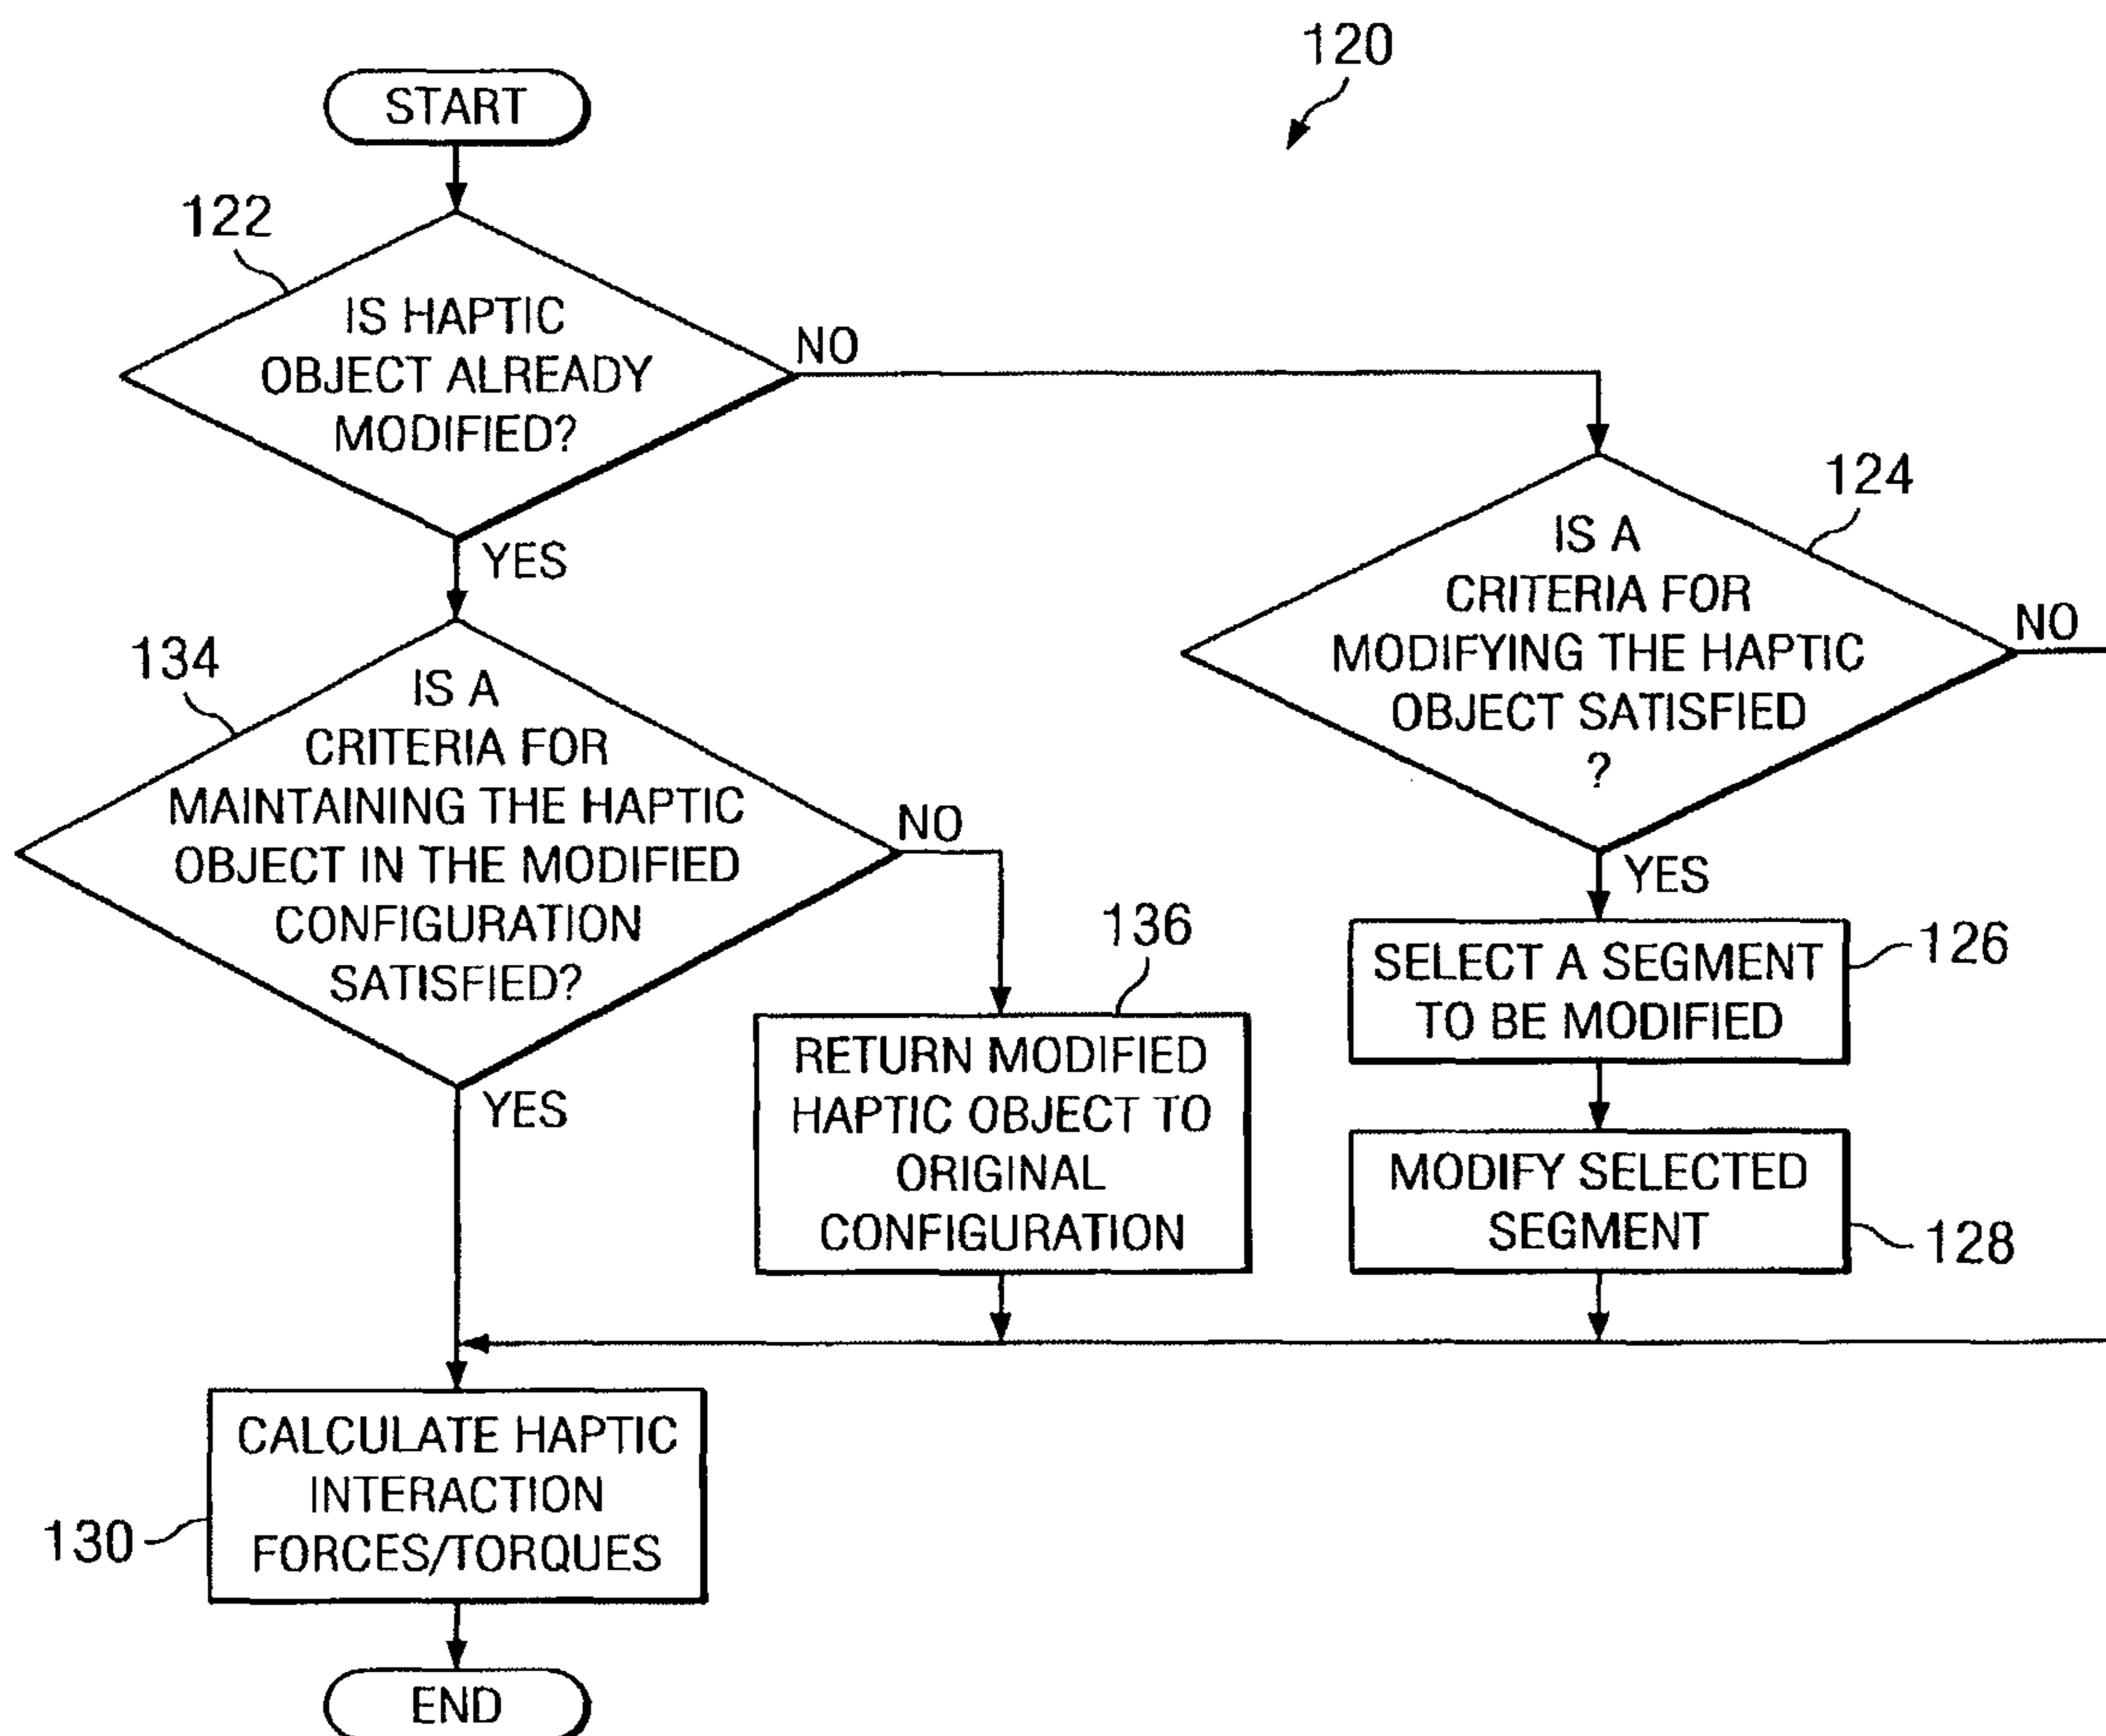 120
START
122
IS HAPTIC
OBJECT ALREADY
MODIFIED?
NO
YES
124
IS A
CRITERIA FOR
MODIFYING THE HAPTIC
OBJECT SATISFIED
?
NO
YES
134
IS A
CRITERIA FOR
MAINTAINING THE HAPTIC
OBJECT IN THE MODIFIED
CONFIGURATION
SATISFIED?
NO
YES
136
RETURN MODIFIED
HAPTIC OBJECT TO
ORIGINAL
CONFIGURATION
126
SELECT A SEGMENT
TO BE MODIFIED
MODIFY SELECTED
SEGMENT
128
CALCULATE HAPTIC
INTERACTION
FORCES/TORQUES
130
END